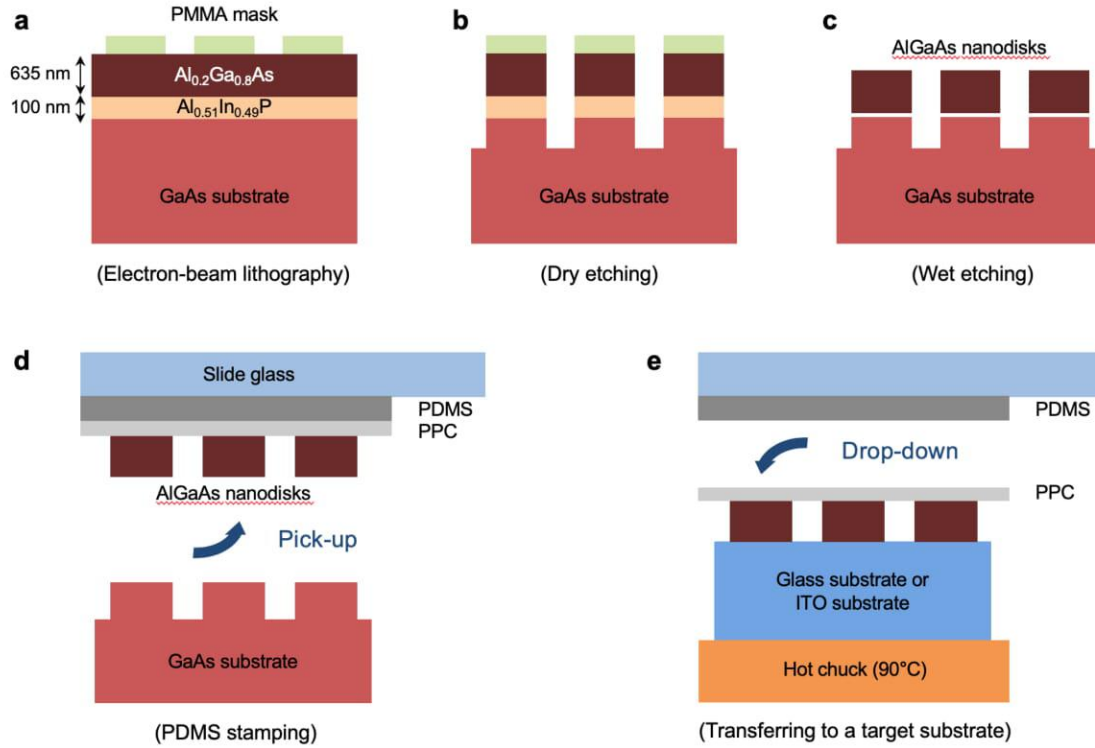 a
PMMA mask
635 nm
Al0.2Ga0.8As
100 nm
Al0.51In0.49P
GaAs substrate
(Electron-beam lithography)
b
GaAs substrate
(Dry etching)
c
AlGaAs nanodisks
GaAs substrate
(Wet etching)
d
Slide glass
PDMS
PPC
AlGaAs nanodisks
Pick-up
GaAs substrate
(PDMS stamping)
e
PDMS
Drop-down
PPC
Glass substrate or
ITO substrate
Hot chuck (90°C)
(Transferring to a target substrate)